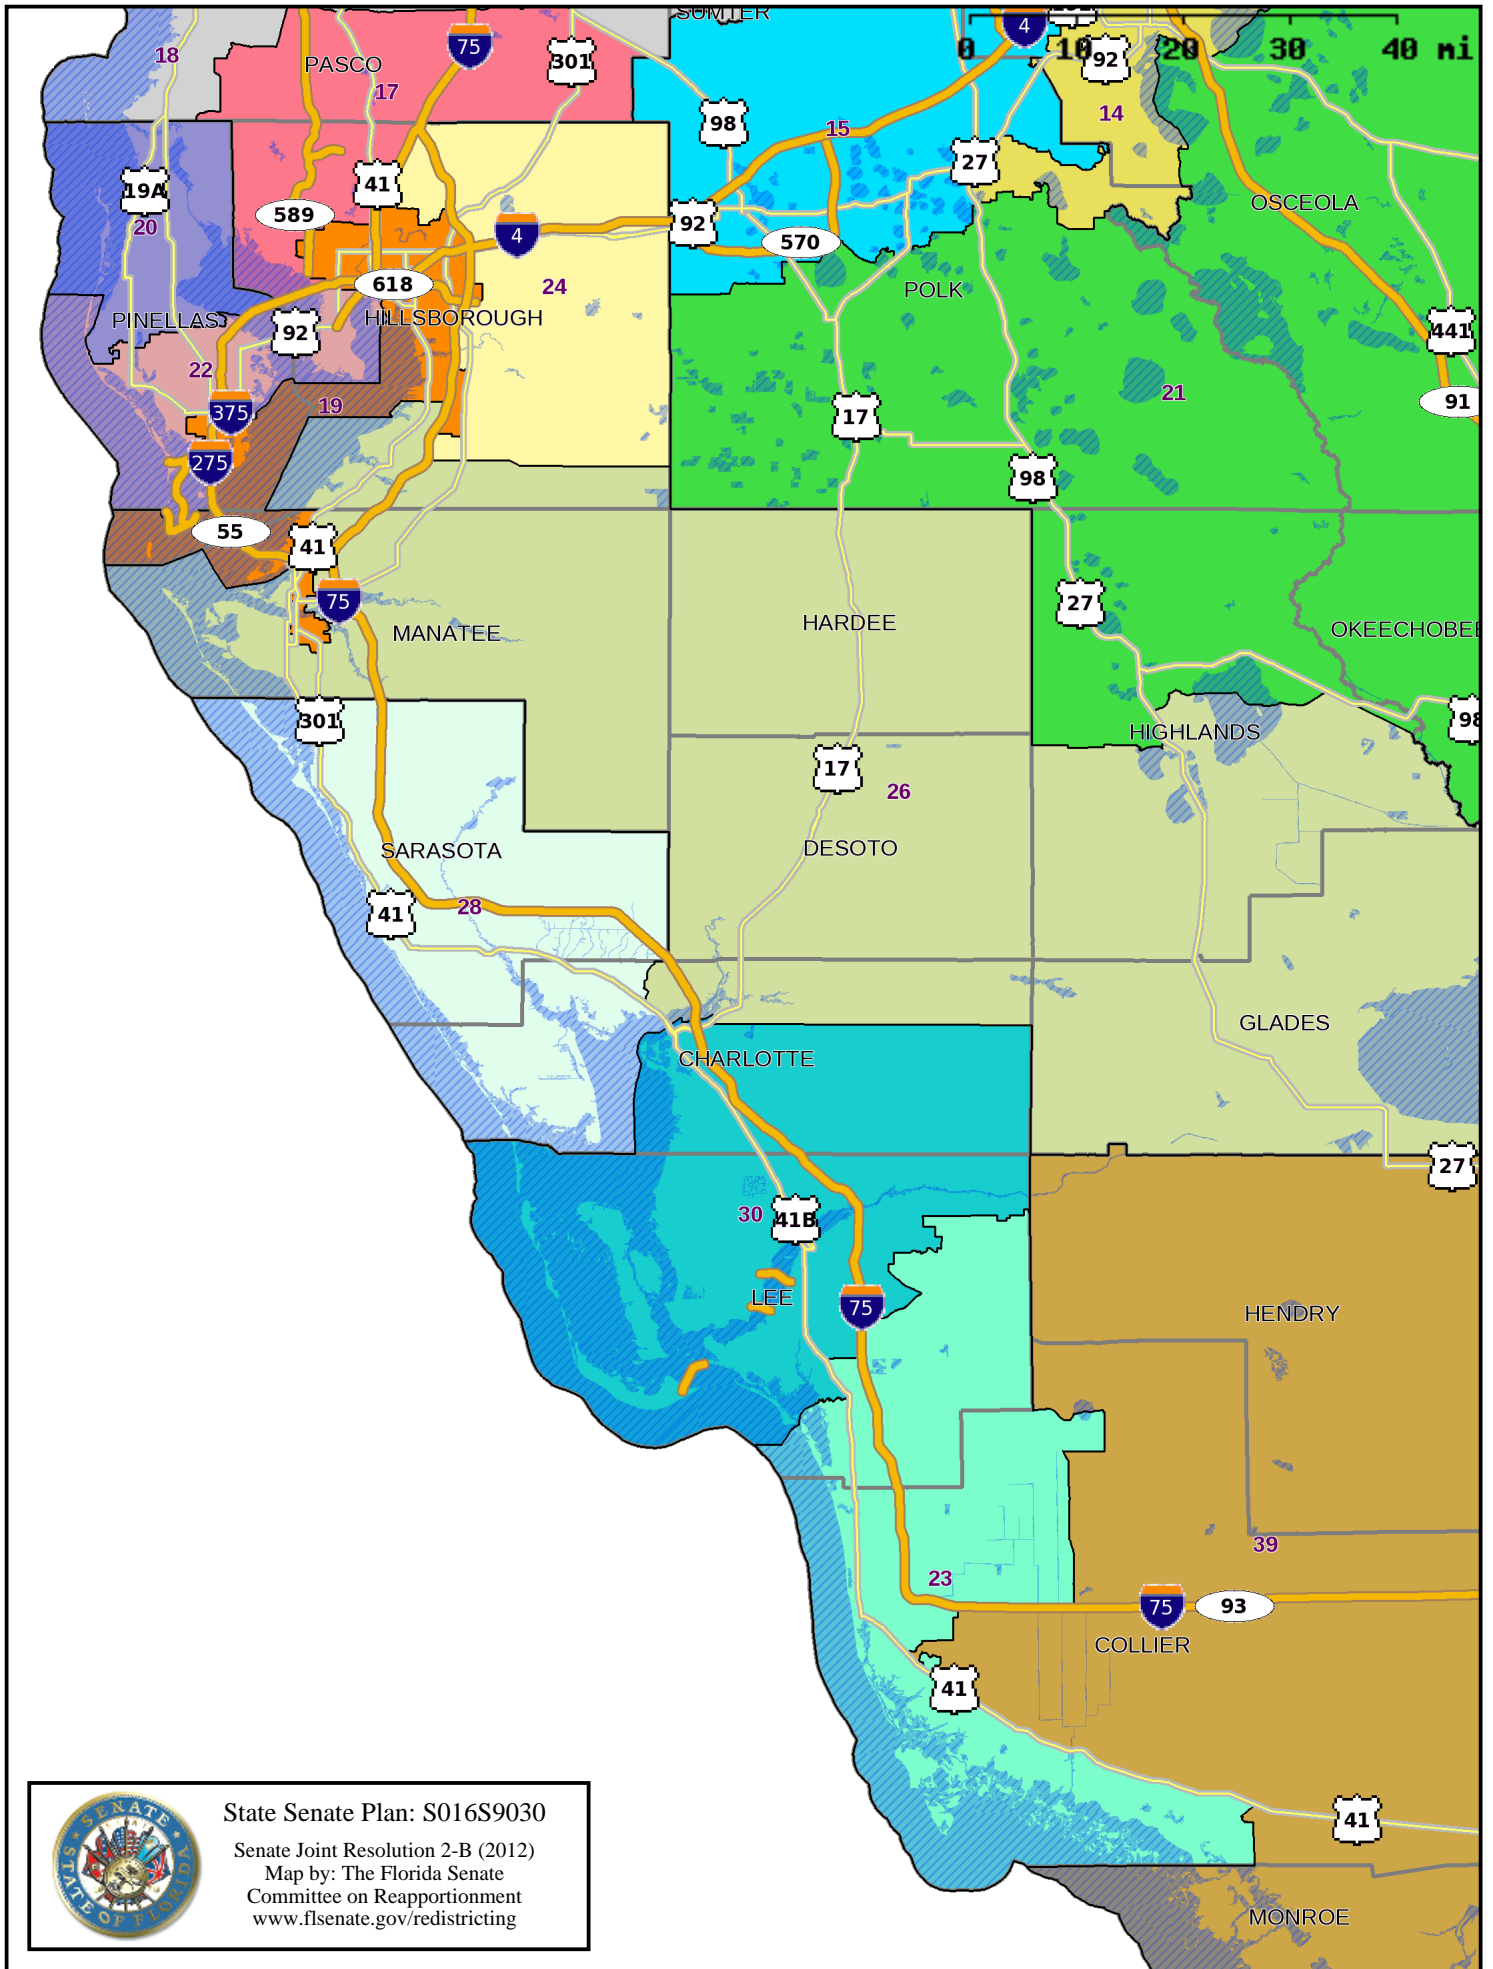 SUMTER
4
0 10 20 30 40 mi
18
75
PASCO
301
92
17
98
15
14
27
19A
41
589
20
92
4
570
OSCEOLA
618
24
POLK
PINELLAS
92
HILLSBOROUGH
441
22
21
375
19
17
91
275
98
55
41
75
27
MANATEE
HARDEE
OKEECHOBEE
301
98
HIGHLANDS
17
26
SARASOTA
DESOTO
41
28
GLADES
CHARLOTTE
27
30
41B
LEE
75
HENDRY
39
23
75
93
COLLIER
41
41
MONROE
SENATE
STATE OF FLORIDA
State Senate Plan: S016S9030
Senate Joint Resolution 2-B (2012)
Map by: The Florida Senate
Committee on Reapportionment
www.flsenate.gov/redistricting